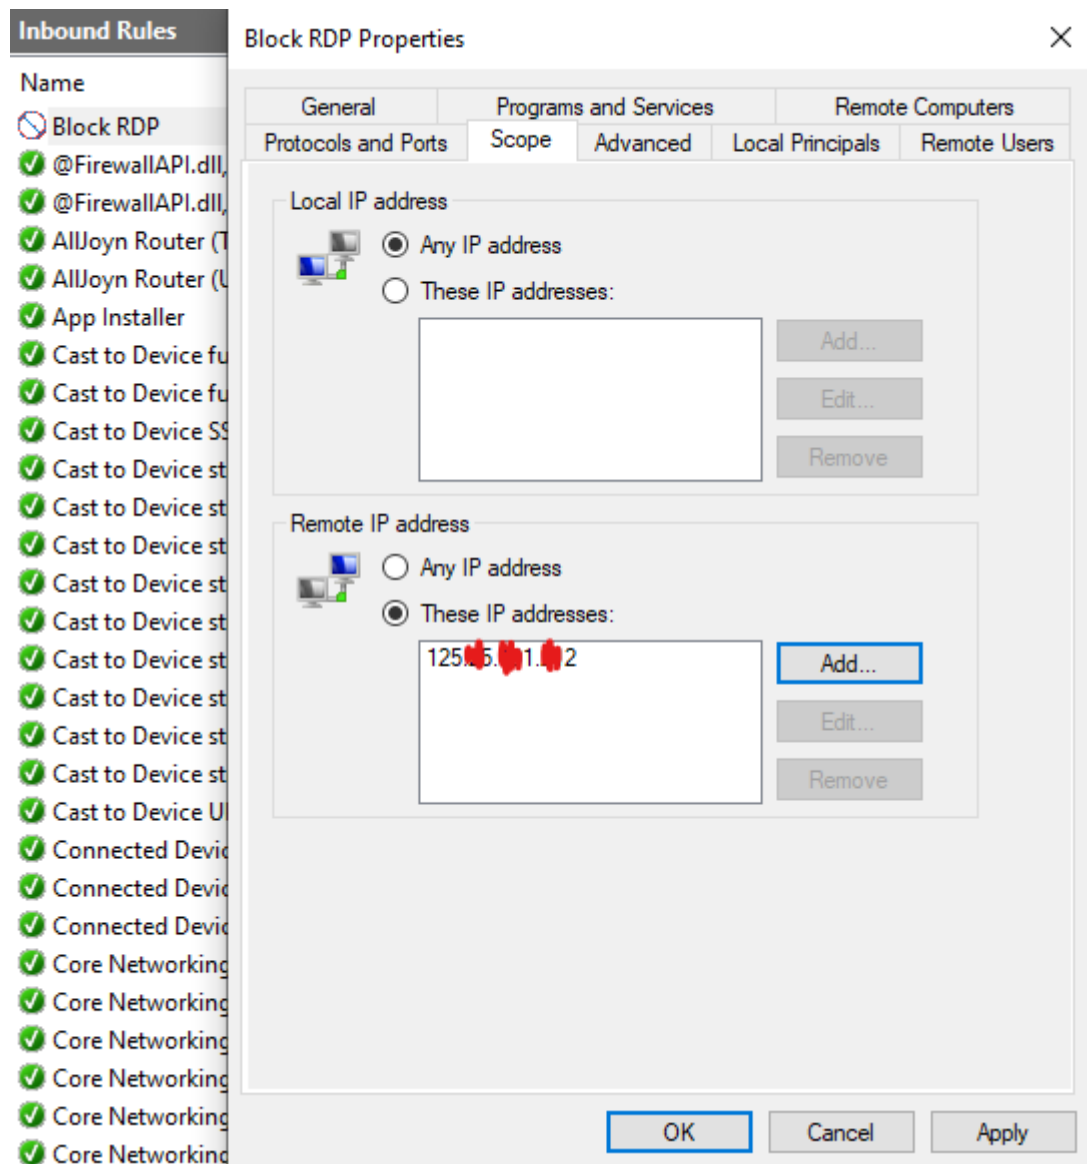 Inbound Rules
Name
Block RDP
@FirewallAPI.dll,
@FirewallAPI.dll,
AllJoyn Router (T
AllJoyn Router (U
App Installer
Cast to Device fu
Cast to Device fu
Cast to Device SS
Cast to Device st
Cast to Device st
Cast to Device st
Cast to Device st
Cast to Device st
Cast to Device st
Cast to Device st
Cast to Device st
Cast to Device st
Cast to Device UP
Connected Devic
Connected Devic
Connected Devic
Core Networking
Core Networking
Core Networking
Core Networking
Core Networking
Core Networking
Block RDP Properties
General Programs and Services Remote Computers
Protocols and Ports Scope Advanced Local Principals Remote Users
Local IP address
Any IP address
These IP addresses:
Add...
Edit...
Remove
Remote IP address
Any IP address
These IP addresses:
125.
Add...
Edit...
Remove
OK Cancel Apply